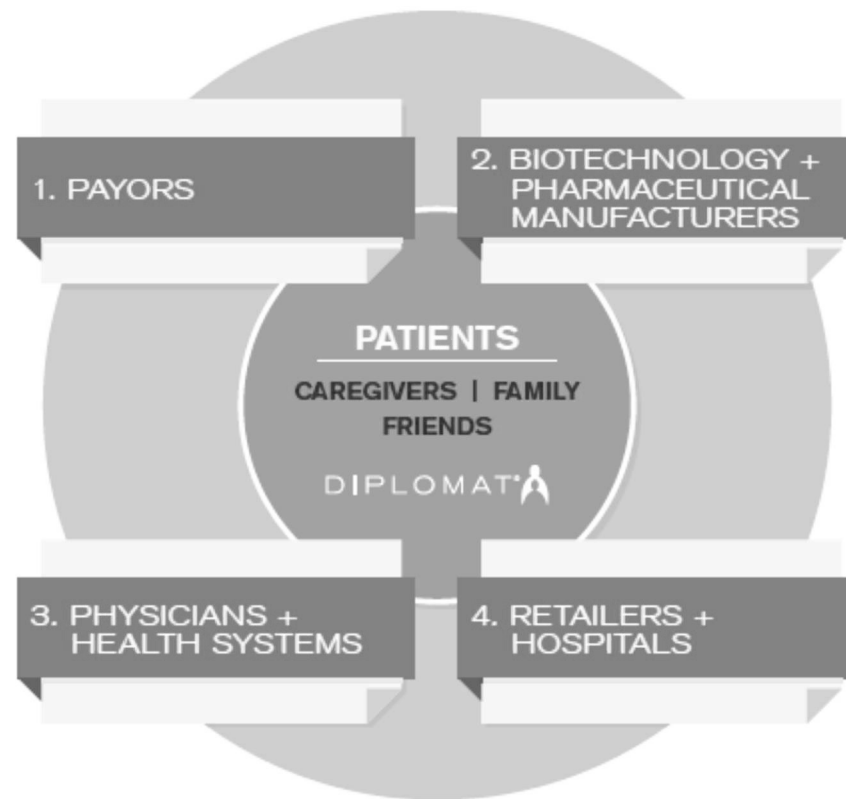 1. PAYORS
2. BIOTECHNOLOGY +
PHARMACEUTICAL
MANUFACTURERS
PATIENTS
CAREGIVERS | FAMILY
FRIENDS
DIPLOMAT®
3. PHYSICIANS +
HEALTH SYSTEMS
4. RETAILERS +
HOSPITALS